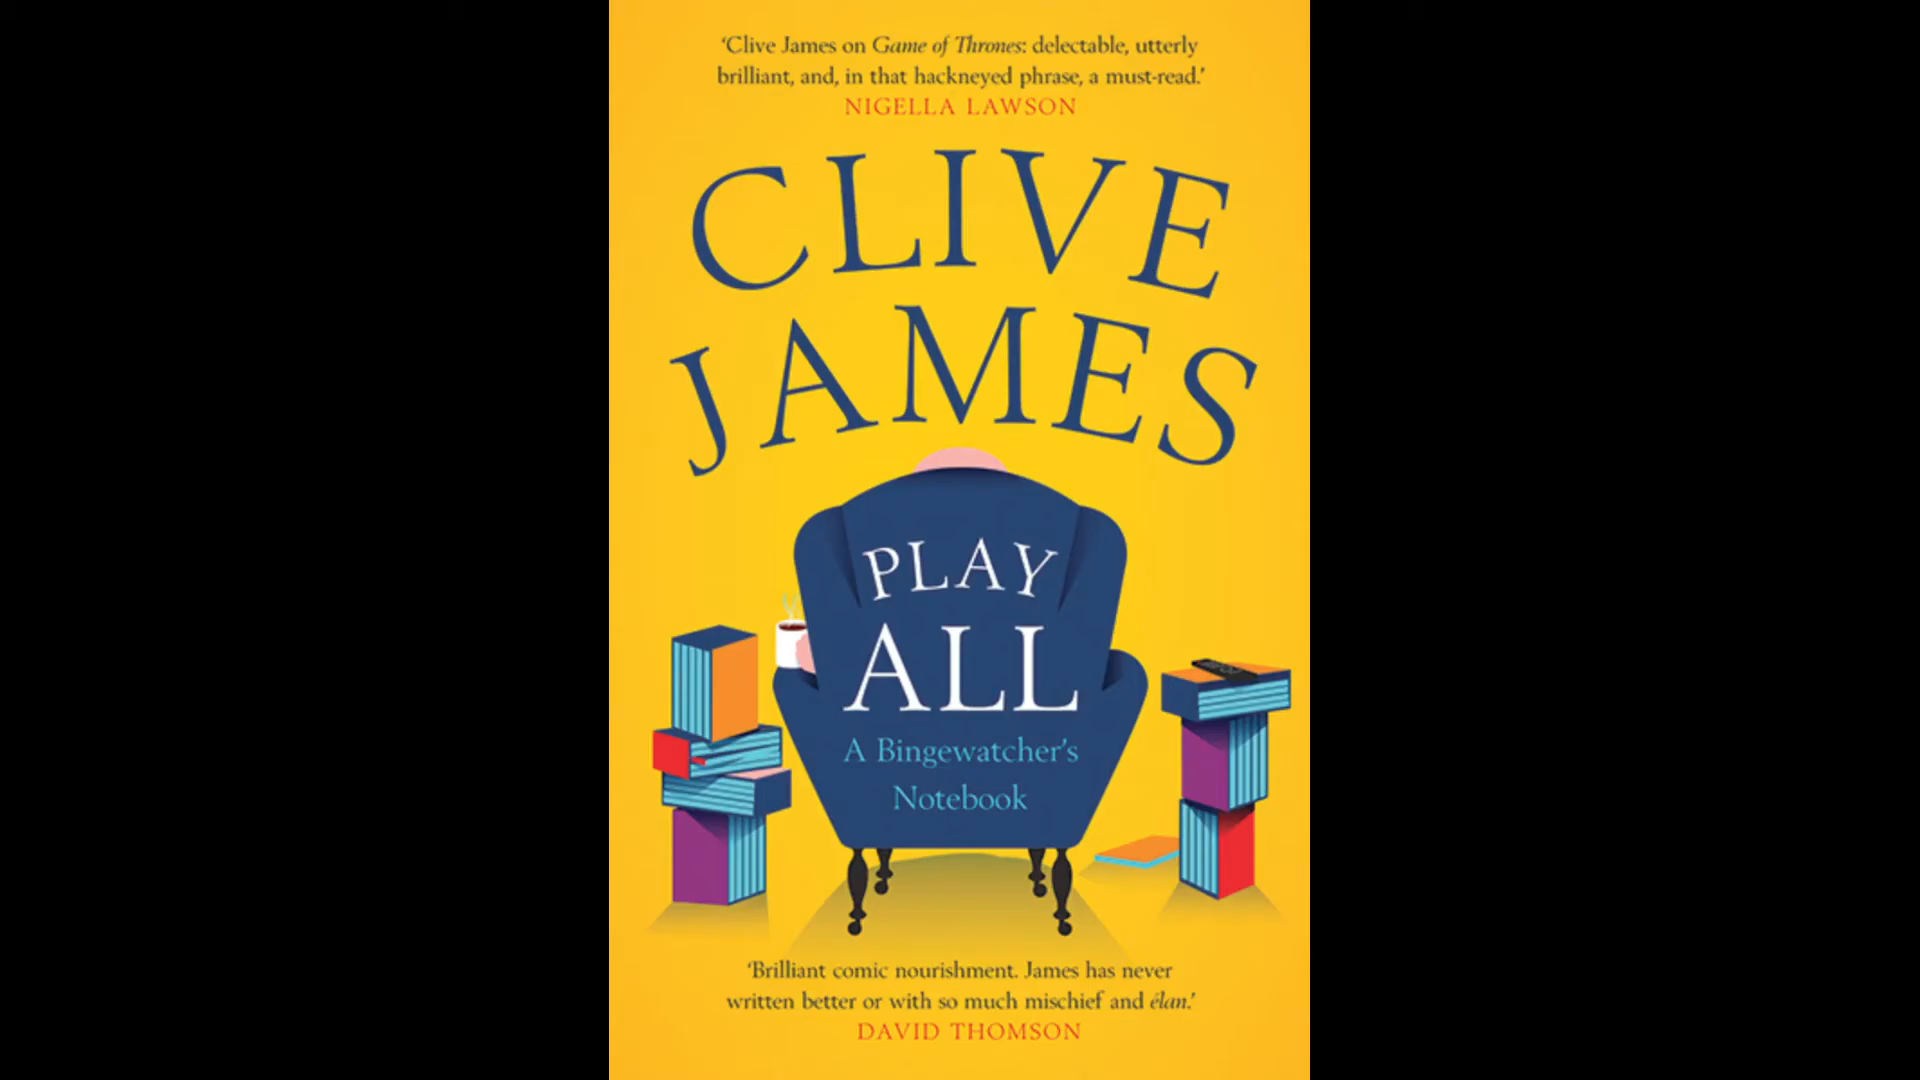 ‘Clive James on Game of Thrones: delectable, utterly
brilliant, and, in that hackneyed phrase, a must-read.’
NIGELLA LAWSON
CLIVE
JAMES
PLAY
ALL
A Bingewatcher’s
Notebook
‘Brilliant comic nourishment. James has never
written better or with so much mischief and élan.’
DAVID THOMSON